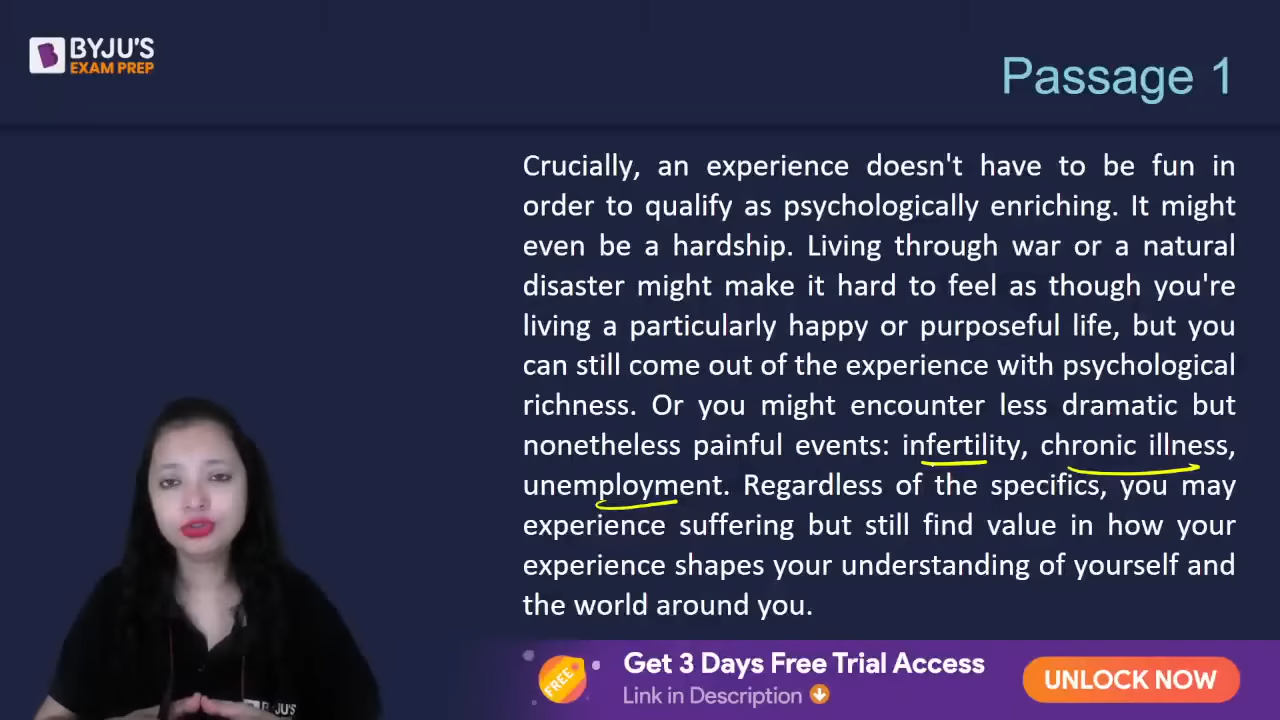 BYJU'S
EXAM PREP
Passage 1
Crucially, an experience doesn't have to be fun in
order to qualify as psychologically enriching. It might
even be a hardship. Living through war or a natural
disaster might make it hard to feel as though you're
living a particularly happy or purposeful life, but you
can still come out of the experience with psychological
richness. Or you might encounter less dramatic but
nonetheless painful events: infertility, chronic illness,
unemployment. Regardless of the specifics, you may
experience suffering but still find value in how your
experience shapes your understanding of yourself and
the world around you.
FREE
Get 3 Days Free Trial Access
Link in Description
UNLOCK NOW
BYJU'S